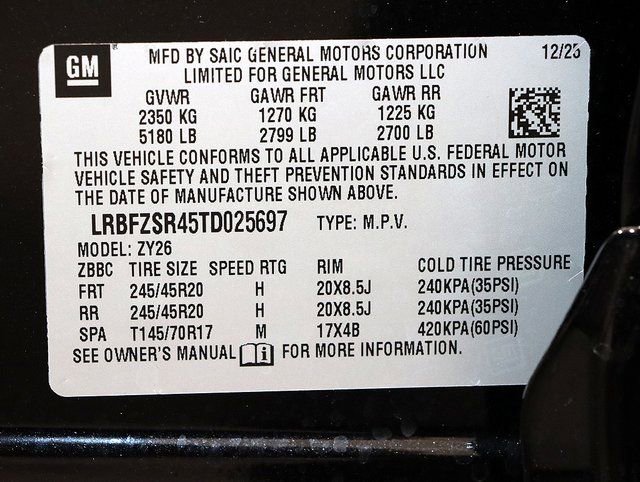 GM
MFD BY SAIC GENERAL MOTORS CORPORATION 12/25
LIMITED FOR GENERAL MOTORS LLC
GVWR GAWR FRT GAWR RR
2350 KG 1270 KG 1225 KG
5180 LB 2799 LB 2700 LB
THIS VEHICLE CONFORMS TO ALL APPLICABLE U.S. FEDERAL MOTOR
VEHICLE SAFETY AND THEFT PREVENTION STANDARDS IN EFFECT ON
THE DATE OF MANUFACTURE SHOWN ABOVE.
LRBFZSR45TD025697 TYPE: M.P.V.
MODEL: ZY26
ZBBC TIRE SIZE SPEED RTG RIM COLD TIRE PRESSURE
FRT 245/45R20 H 20X8.5J 240KPA(35PSI)
RR 245/45R20 H 20X8.5J 240KPA(35PSI)
SPA T145/70R17 M 17X4B 420KPA(60PSI)
SEE OWNER'S MANUAL i FOR MORE INFORMATION.